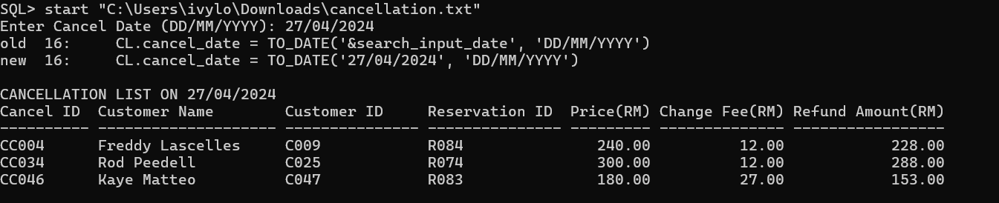 SQL> start "C:\Users\ivylo\Downloads\cancellation.txt"
Enter Cancel Date (DD/MM/YYYY): 27/04/2024
old  16:     CL.cancel_date = TO_DATE('&search_input_date', 'DD/MM/YYYY')
new  16:     CL.cancel_date = TO_DATE('27/04/2024', 'DD/MM/YYYY')

CANCELLATION LIST ON 27/04/2024
Cancel ID  Customer Name        Customer ID     Reservation ID  Price(RM) Change Fee(RM) Refund Amount(RM)
---------- -------------------- --------------- --------------- --------- -------------- -----------------
CC004      Freddy Lascelles     C009            R084               240.00          12.00            228.00
CC034      Rod Peedell          C025            R074               300.00          12.00            288.00
CC046      Kaye Matteo          C047            R083               180.00          27.00            153.00